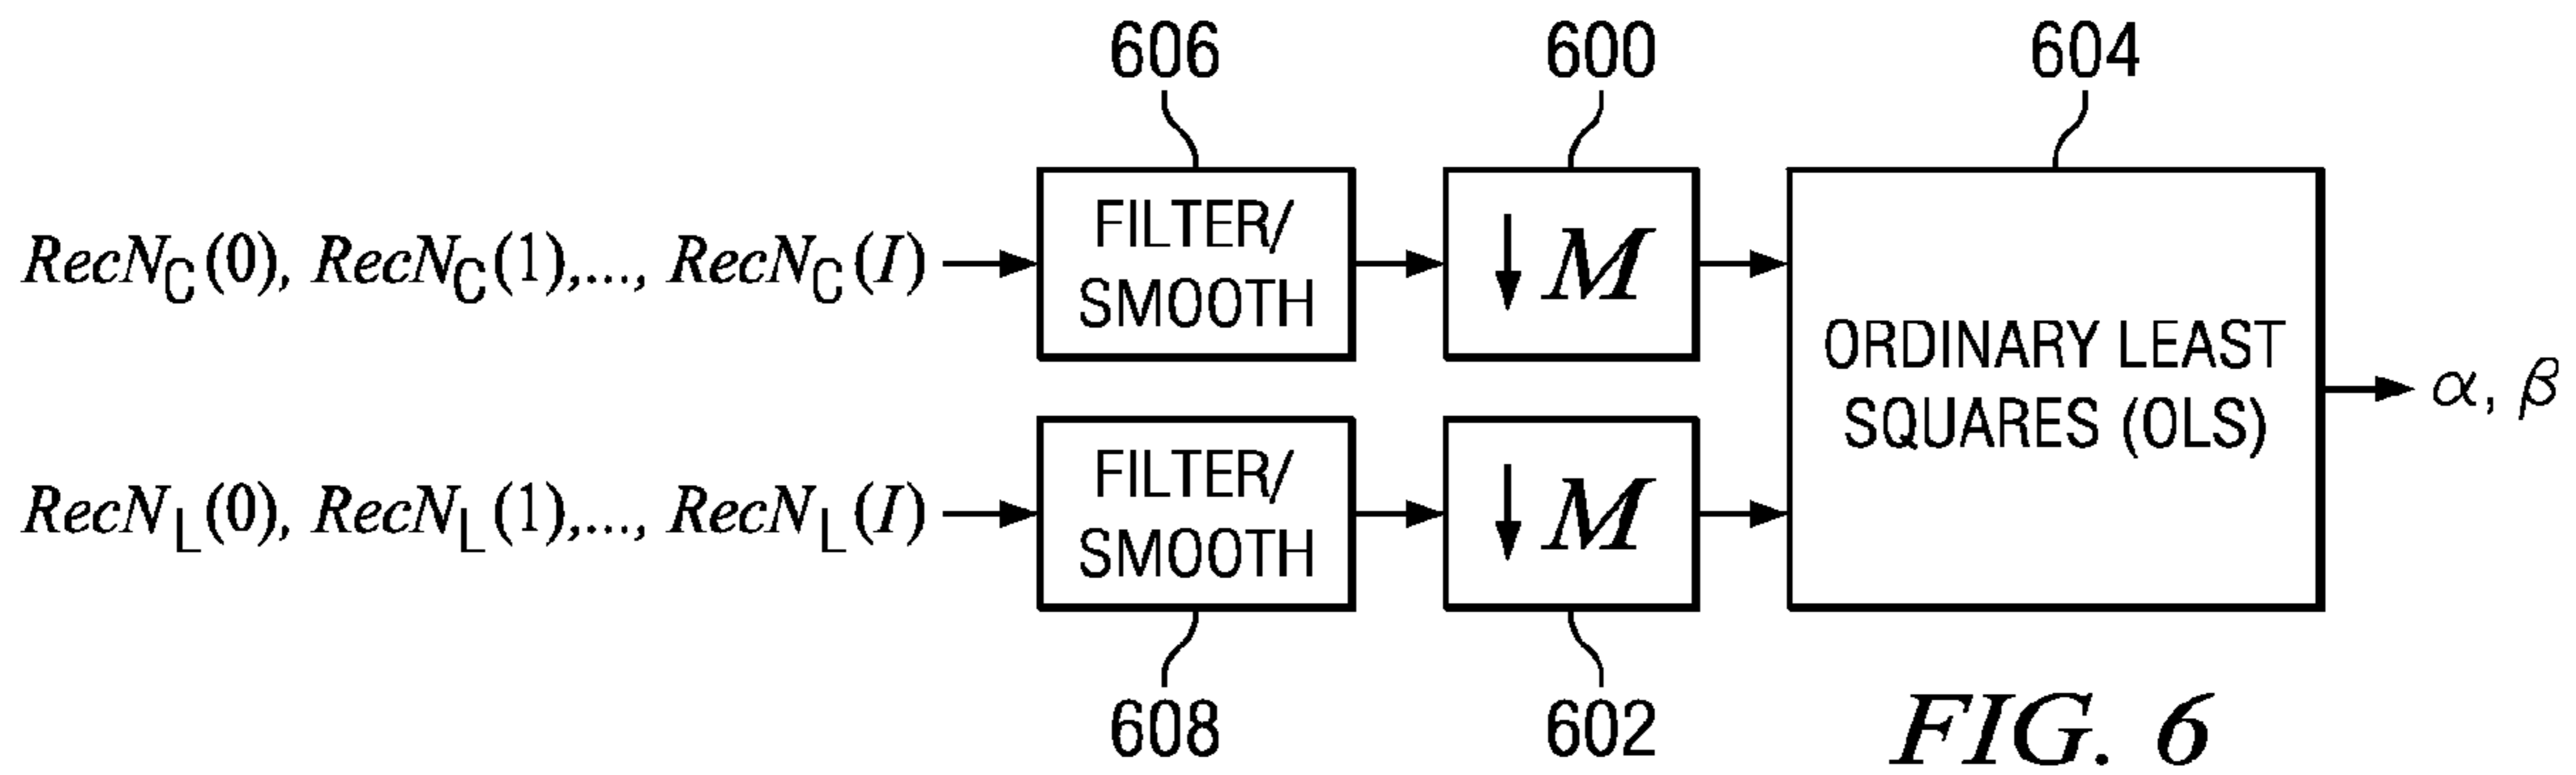 606
600
604
RecN_C(0), RecN_C(1),..., RecN_C(I)
FILTER/
SMOOTH
↓ M
ORDINARY LEAST
SQUARES (OLS)
α, β
RecN_L(0), RecN_L(1),..., RecN_L(I)
FILTER/
SMOOTH
↓ M
608
602
FIG. 6